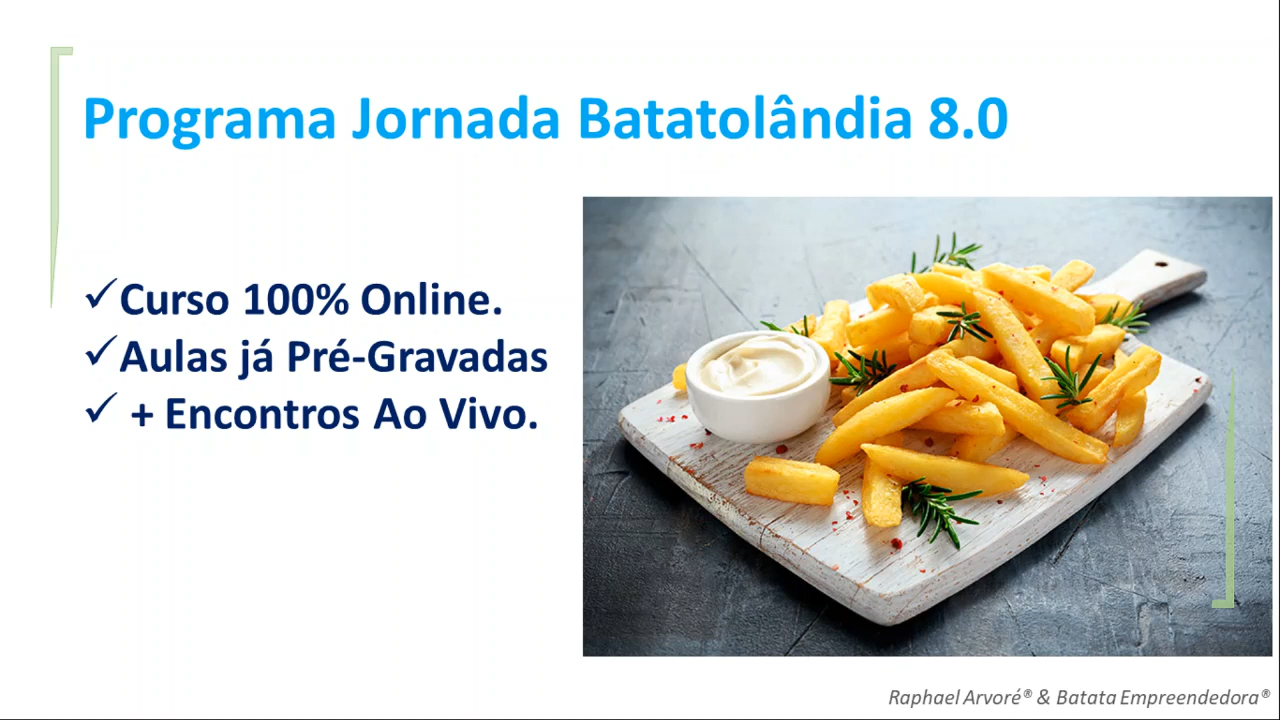 Programa Jornada Batatolândia 8.0
✓Curso 100% Online.
✓Aulas já Pré-Gravadas
✓ + Encontros Ao Vivo.
Raphael Arvoré® & Batata Empreendedora®